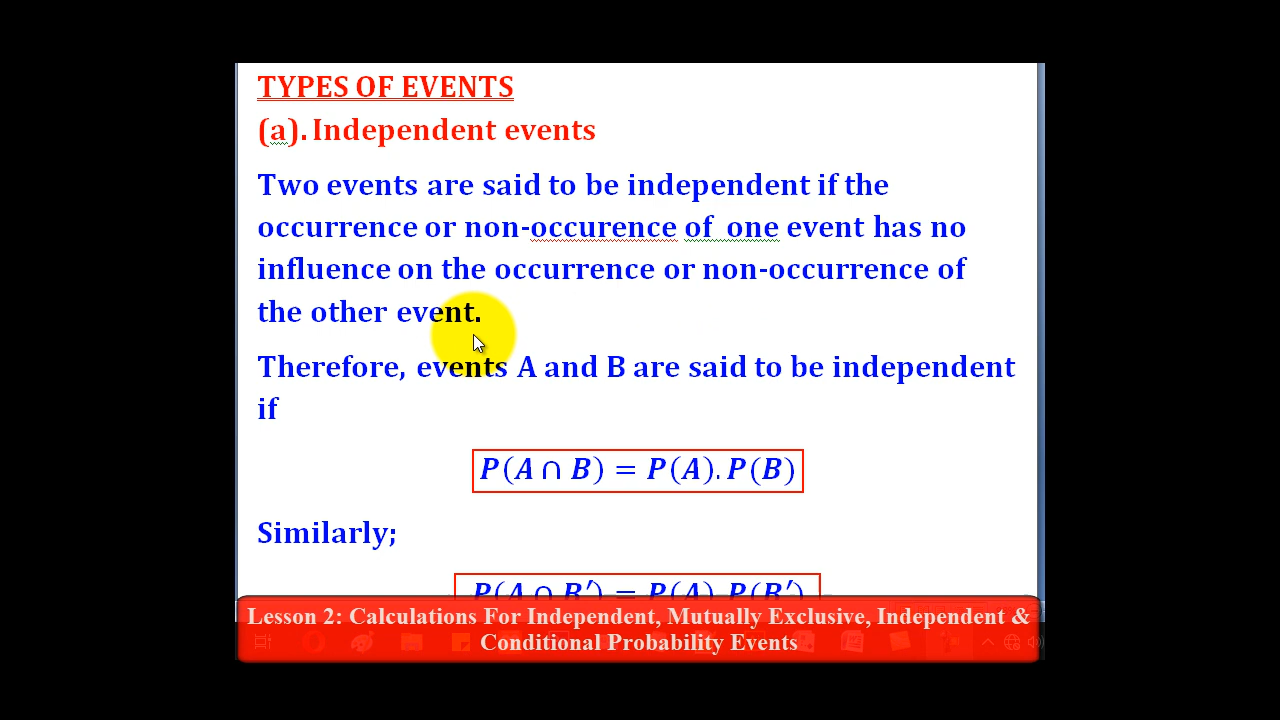 TYPES OF EVENTS
(a). Independent events
Two events are said to be independent if the
occurrence or non-occurence of one event has no
influence on the occurrence or non-occurrence of
the other event.
Therefore, events A and B are said to be independent
if
P(A ∩ B) = P(A). P(B)
Similarly;
P(A ∩ B′) = P(A) P(B′)
Lesson 2: Calculations For Independent, Mutually Exclusive, Independent &
Conditional Probability Events